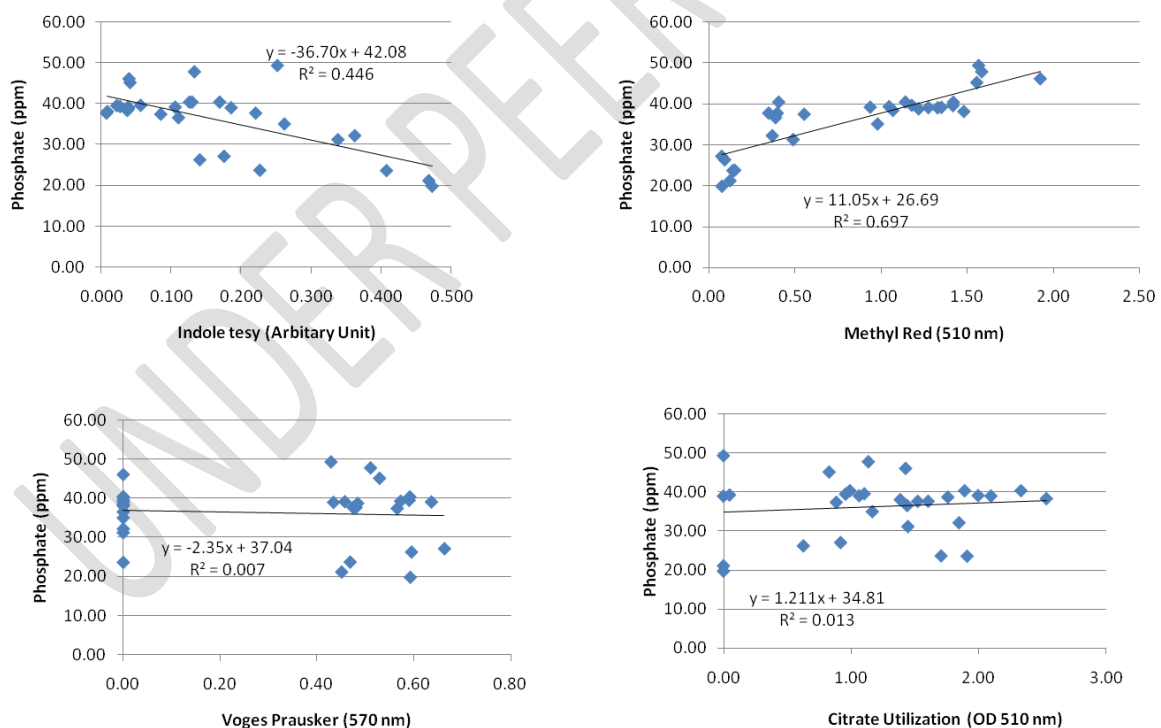 60.00
50.00
40.00
30.00
20.00
10.00
0.00
Phosphate (ppm)
y = -36.70x + 42.08
R² = 0.446
0.000 0.100 0.200 0.300 0.400 0.500
Indole tesy (Arbitary Unit)
60.00
50.00
40.00
30.00
20.00
10.00
0.00
Phosphate (ppm)
y = 11.05x + 26.69
R² = 0.697
0.00 0.50 1.00 1.50 2.00 2.50
Methyl Red (510 nm)
60.00
50.00
40.00
30.00
20.00
10.00
0.00
Phosphate (ppm)
y = -2.35x + 37.04
R² = 0.007
0.00 0.20 0.40 0.60 0.80
Voges Prausker (570 nm)
60.00
50.00
40.00
30.00
20.00
10.00
0.00
Phosphate (ppm)
y = 1.211x + 34.81
R² = 0.013
0.00 1.00 2.00 3.00
Citrate Utilization (OD 510 nm)
UNDER PEE